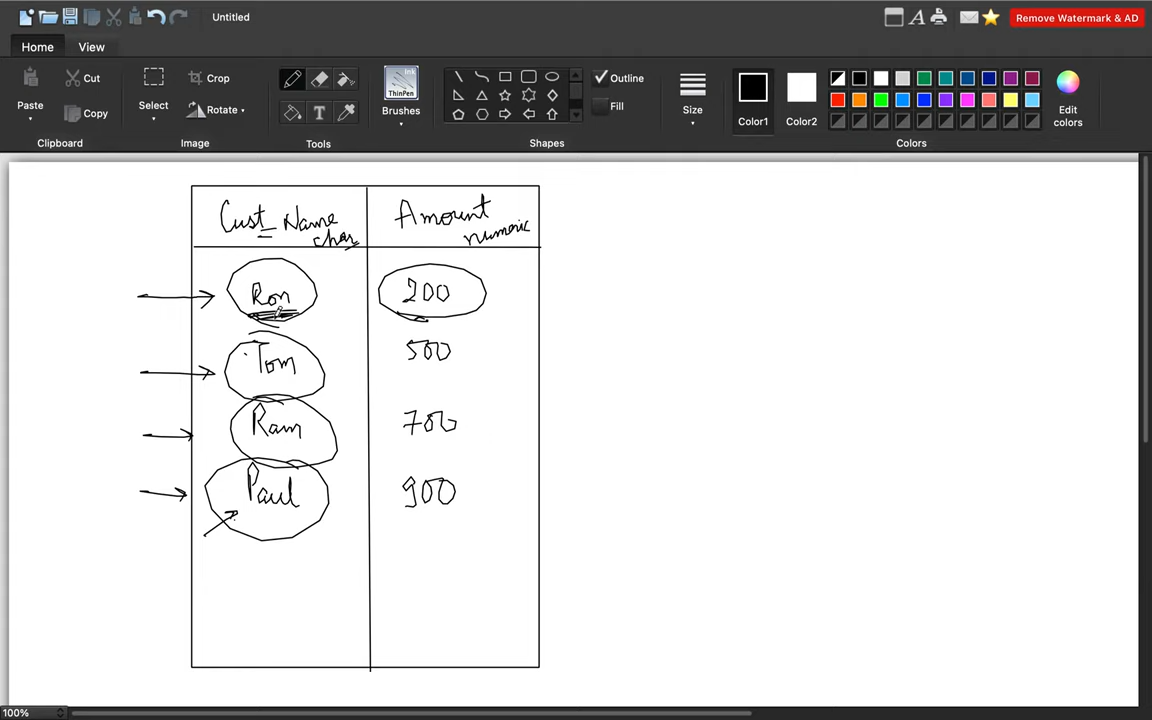 Untitled
Remove Watermark & AD
Home View
Paste Cut Copy Select Crop Rotate Brushes Outline Fill Size Color1 Color2 Edit colors
ink ThinPen
Clipboard Image Tools Shapes Colors
Cust_Name char Amount numeric
Ron 200
Tom 500
Ram 700
Paul 900
100%